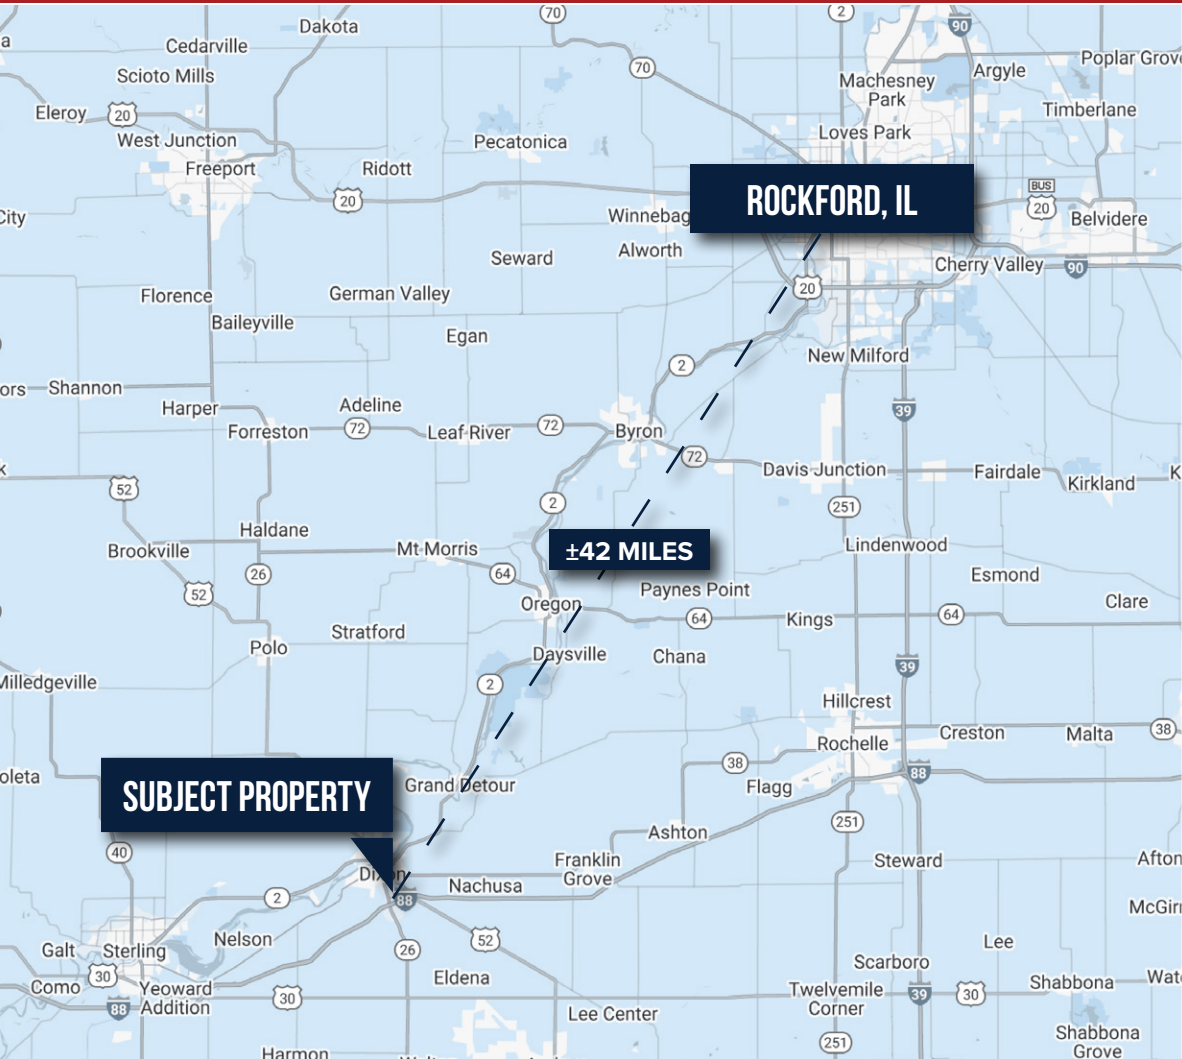 70
2
90
Dakota
Cedarville
Argyle
Poplar Grove
70
Scioto Mills
Machesney
Park
Eleroy
20
Timberlane
West Junction
Pecatonica
Loves Park
Freeport
Ridott
20
ROCKFORD, IL
BUS
20
City
Winnebag
Belvidere
Alworth
Seward
Cherry Valley
90
20
Florence
German Valley
Baileyville
Egan
New Milford
2
ors
Shannon
Harper
Adeline
39
Forreston
72
Leaf River
72
Byron
72
Davis Junction
Fairdale
Kirkland
K
k
52
2
251
Haldane
Brookville
Mt Morris
±42 MILES
Lindenwood
26
64
Esmond
52
Oregon
Paynes Point
Clare
64
Kings
64
Stratford
Polo
Daysville
Chana
39
Milledgeville
2
Hillcrest
Rochelle
Creston
Malta
38
38
88
oleta
SUBJECT PROPERTY
Grand Detour
Flagg
251
Ashton
40
Dixon
Franklin
Grove
Steward
Afton
Nachusa
2
88
McGir
Galt
Sterling
Nelson
26
52
Lee
30
Eldena
Scarboro
Como
Yeoward
Addition
88
30
Twelvemile
Corner
39
30
Shabbona
Wat
Lee Center
251
Shabbona
Grove
Harmon